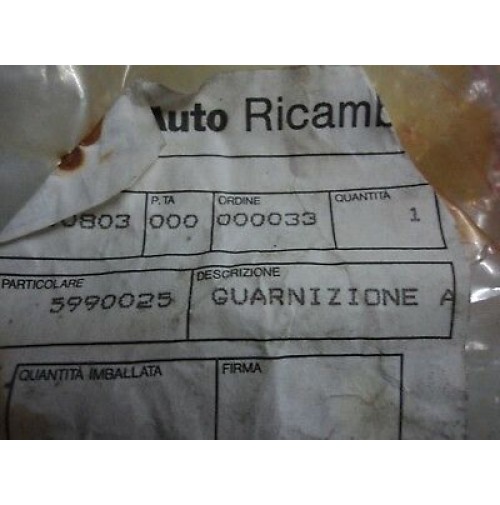 Auto Ricamb
P.TA ORDINE QUANTITÀ
0803 000 000033 1
PARTICOLARE DESCRIZIONE
5990025 GUARNIZIONE A
QUANTITÀ IMBALLATA FIRMA